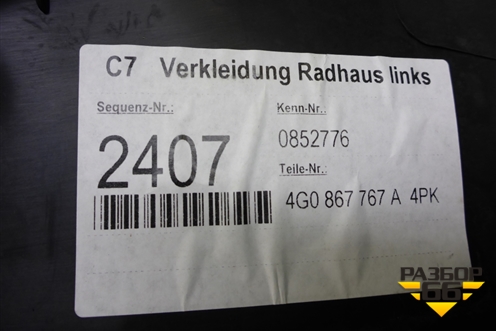 C7 Verkleidung Radhaus links
Sequenz-Nr.:
Kenn-Nr.:
2407
0852776
Teile-Nr.:
4G0 867 767 A 4PK
РАЗБОР
66